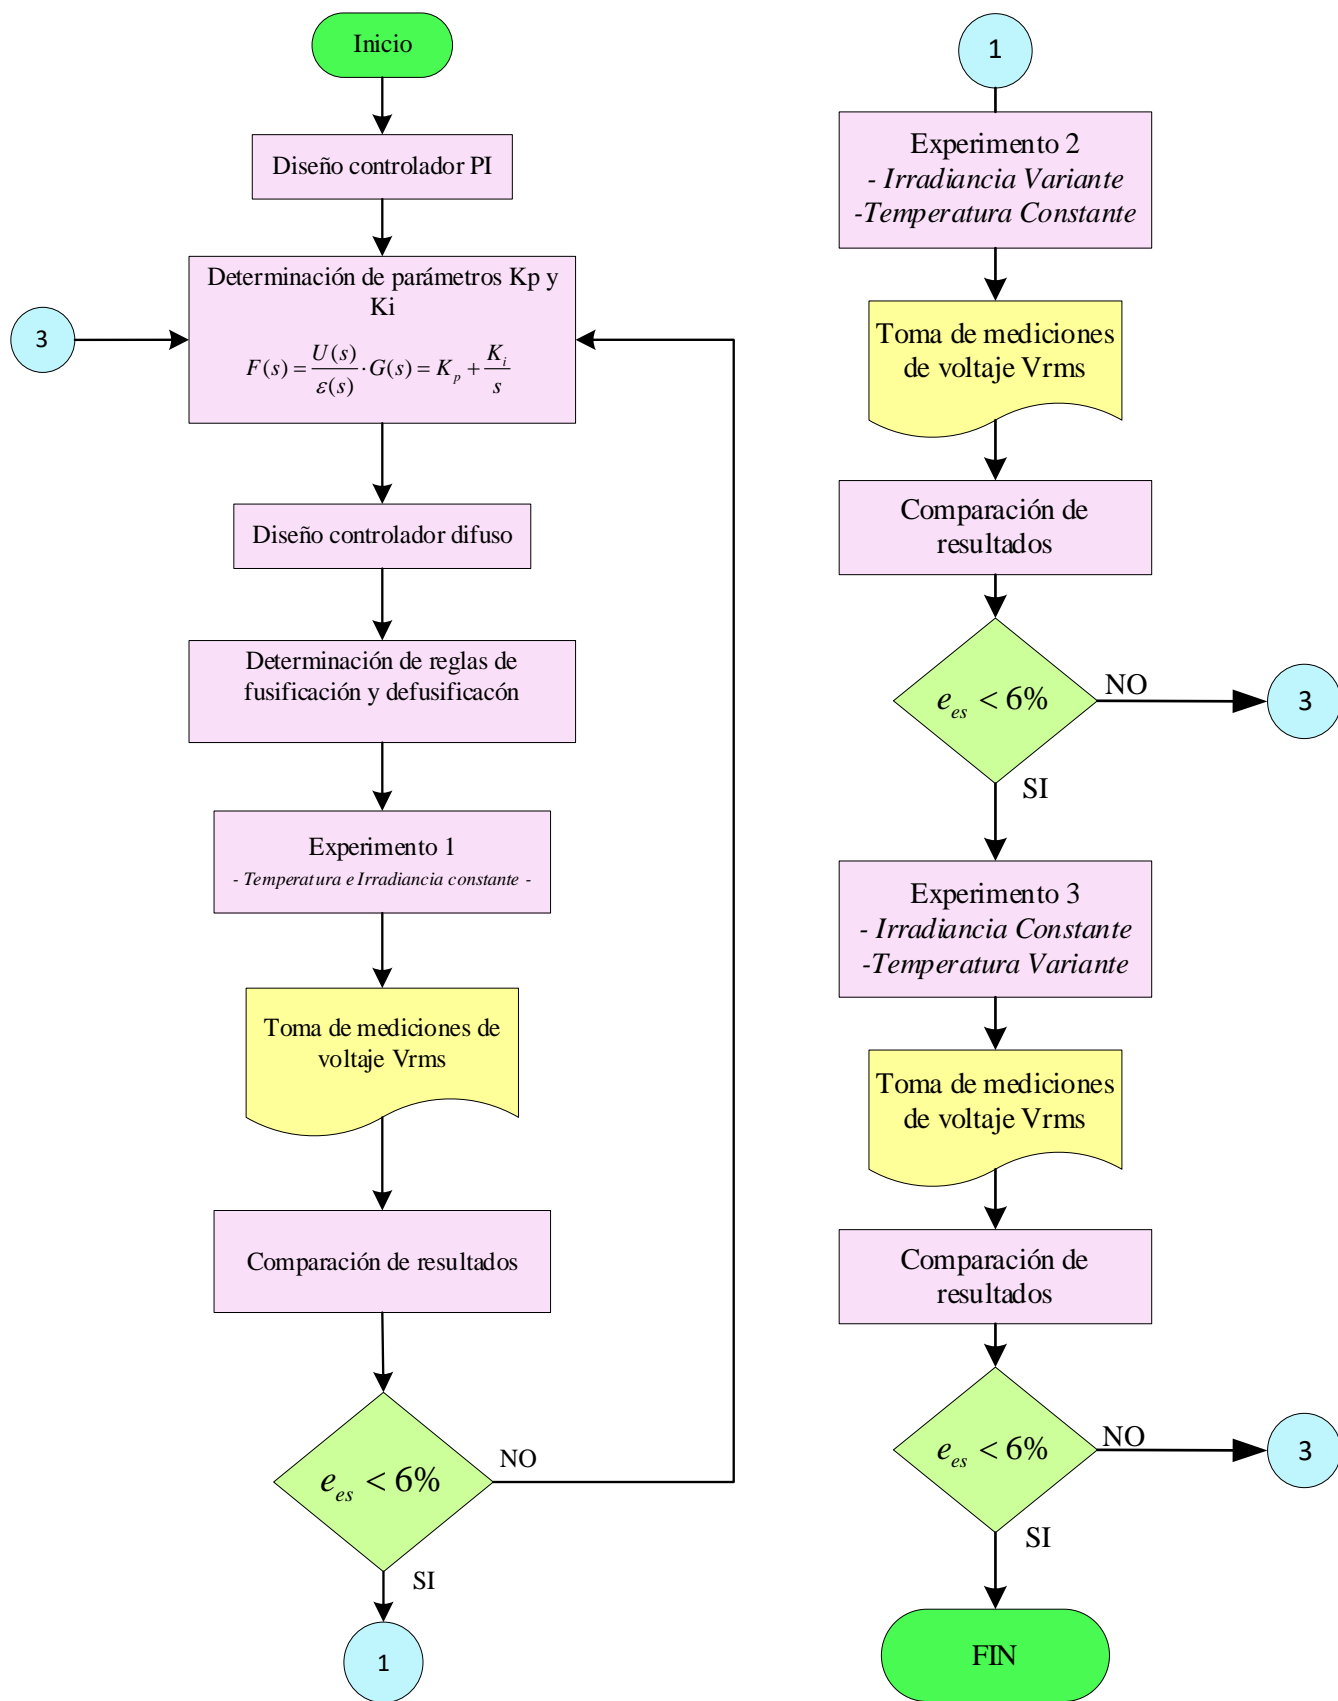 Inicio
Diseño controlador PI
Determinación de parámetros Kp y
Ki
F(s) = U(s)/ε(s) · G(s) = K_p + K_i/s
3
Diseño controlador difuso
Determinación de reglas de
fusificación y defusificacón
Experimento 1
- Temperatura e Irradiancia constante -
Toma de mediciones de
voltaje Vrms
Comparación de resultados
e_es < 6%
NO
SI
1
1
Experimento 2
- Irradiancia Variante
-Temperatura Constante
Toma de mediciones
de voltaje Vrms
Comparación de
resultados
e_es < 6%
NO
3
SI
Experimento 3
- Irradiancia Constante
-Temperatura Variante
Toma de mediciones
de voltaje Vrms
Comparación de
resultados
e_es < 6%
NO
3
SI
FIN